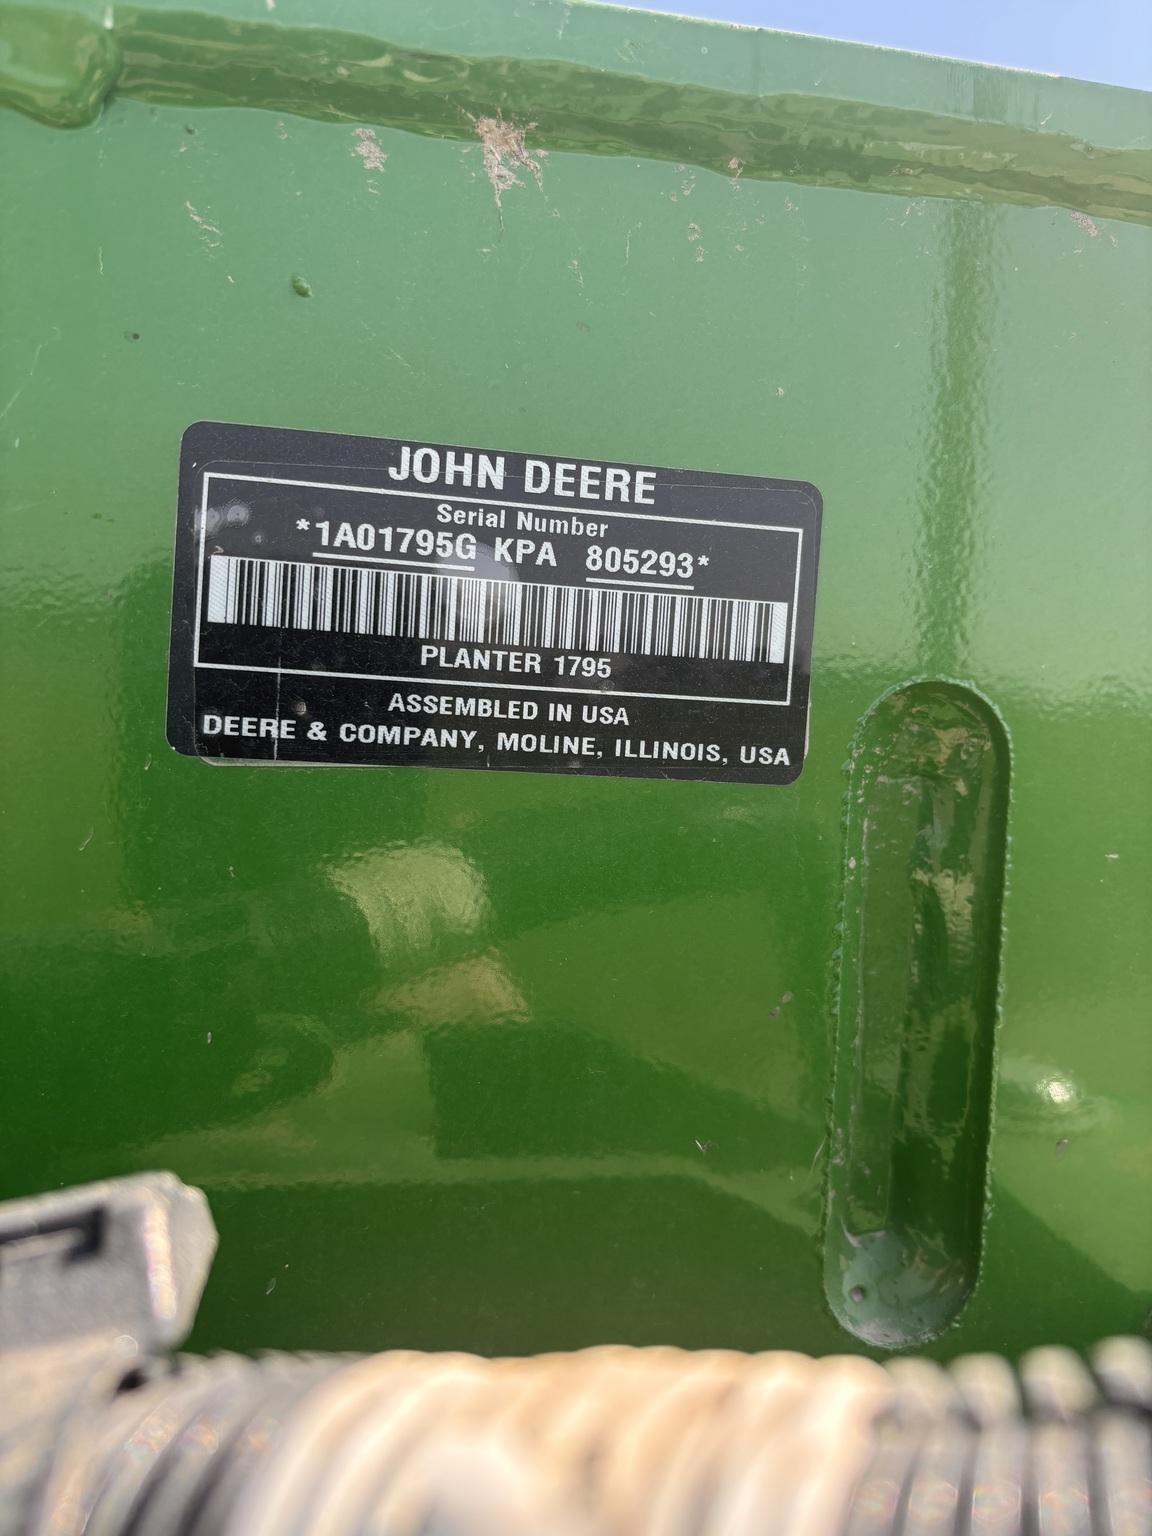 JOHN DEERE
Serial Number
*1A01795G KPA 805293*
PLANTER 1795
ASSEMBLED IN USA
DEERE & COMPANY, MOLINE, ILLINOIS, USA